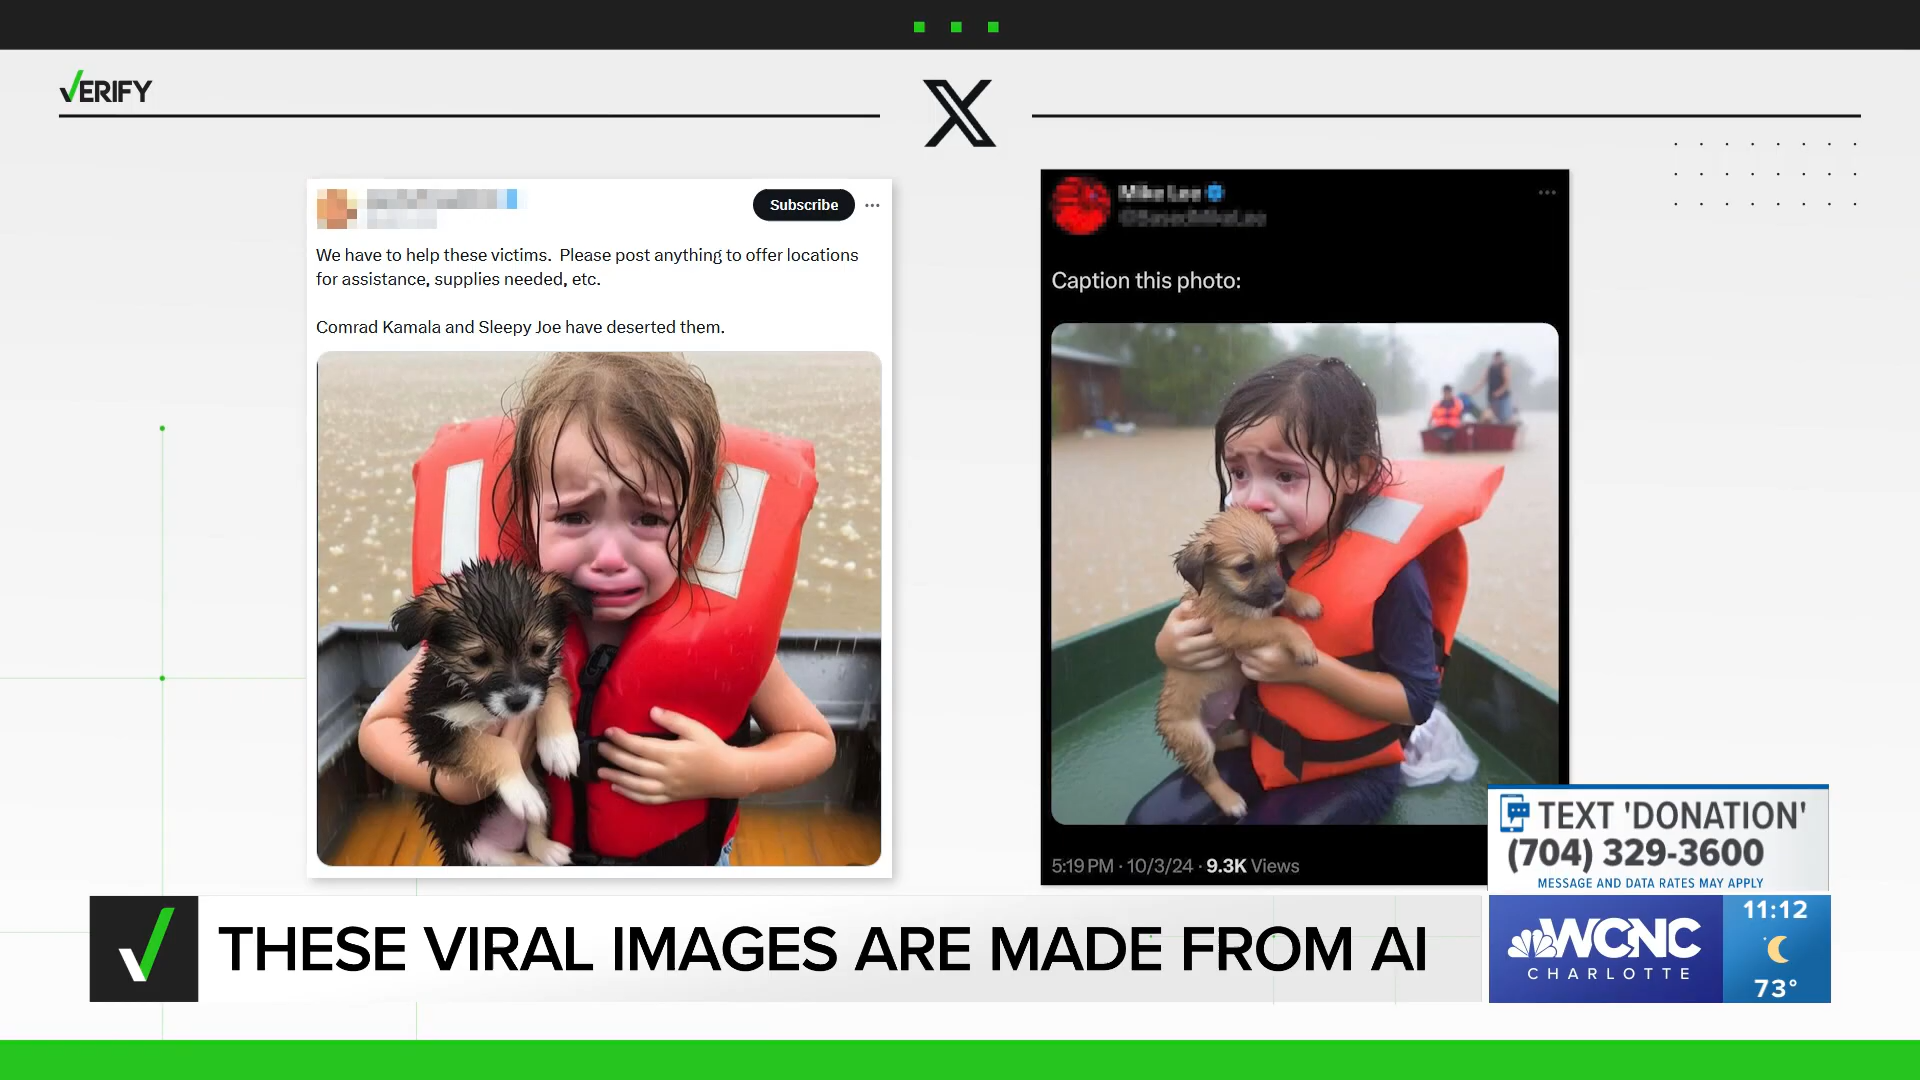 VERIFY
X
Subscribe
We have to help these victims.  Please post anything to offer locations
for assistance, supplies needed, etc.
Comrad Kamala and Sleepy Joe have deserted them.
Mike Lee
@BasedMikeLee
Caption this photo:
5:19 PM · 10/3/24 · 9.3K Views
TEXT 'DONATION'
(704) 329-3600
MESSAGE AND DATA RATES MAY APPLY
THESE VIRAL IMAGES ARE MADE FROM AI
WCNC
CHARLOTTE
11:12
73°